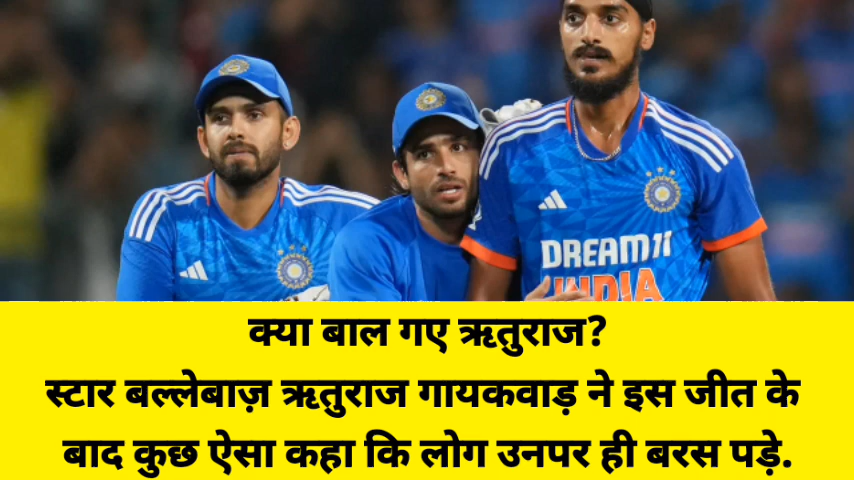 DREAM11
INDIA
क्या बाल गए ऋतुराज?
स्टार बल्लेबाज़ ऋतुराज गायकवाड़ ने इस जीत के
बाद कुछ ऐसा कहा कि लोग उनपर ही बरस पड़े.